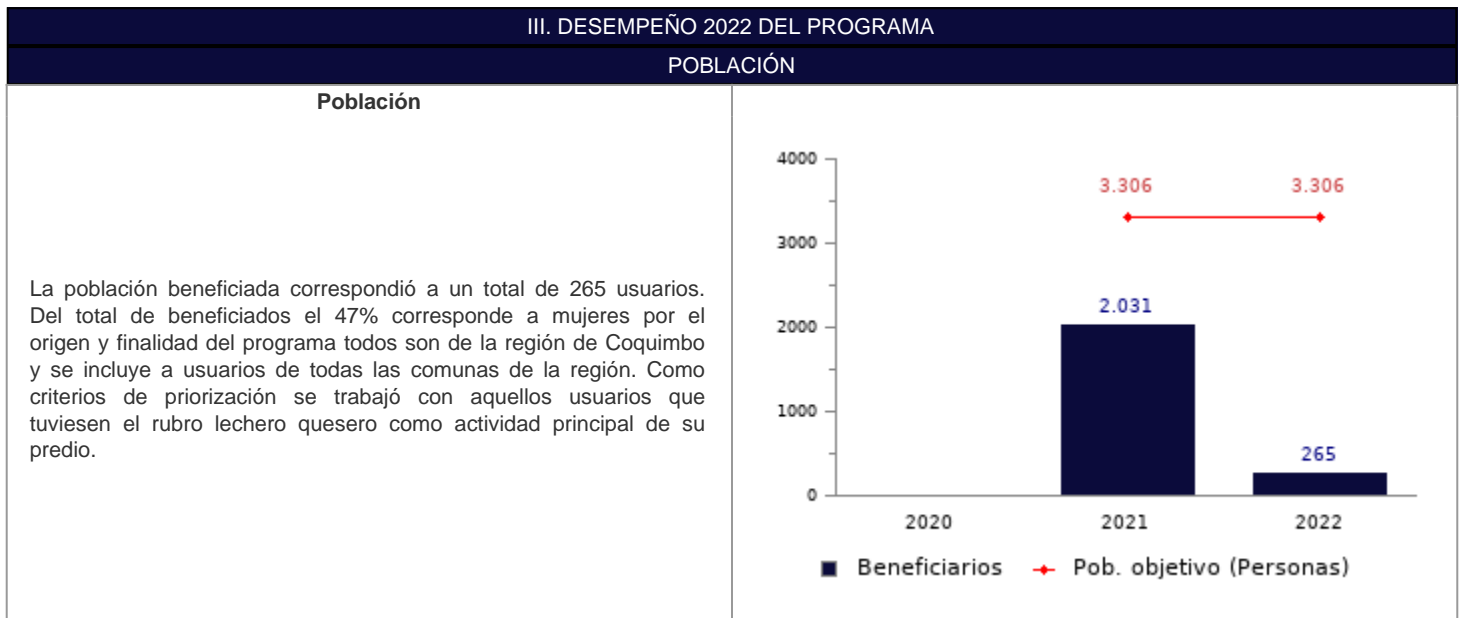 III. DESEMPEÑO 2022 DEL PROGRAMA
POBLACIÓN
Población
La población beneficiada correspondió a un total de 265 usuarios.
Del total de beneficiados el 47% corresponde a mujeres por el
origen y finalidad del programa todos son de la región de Coquimbo
y se incluye a usuarios de todas las comunas de la región. Como
criterios de priorización se trabajó con aquellos usuarios que
tuviesen el rubro lechero quesero como actividad principal de su
predio.
4000
3000
2000
1000
0
3.306 3.306
2.031
265
2020 2021 2022
Beneficiarios Pob. objetivo (Personas)